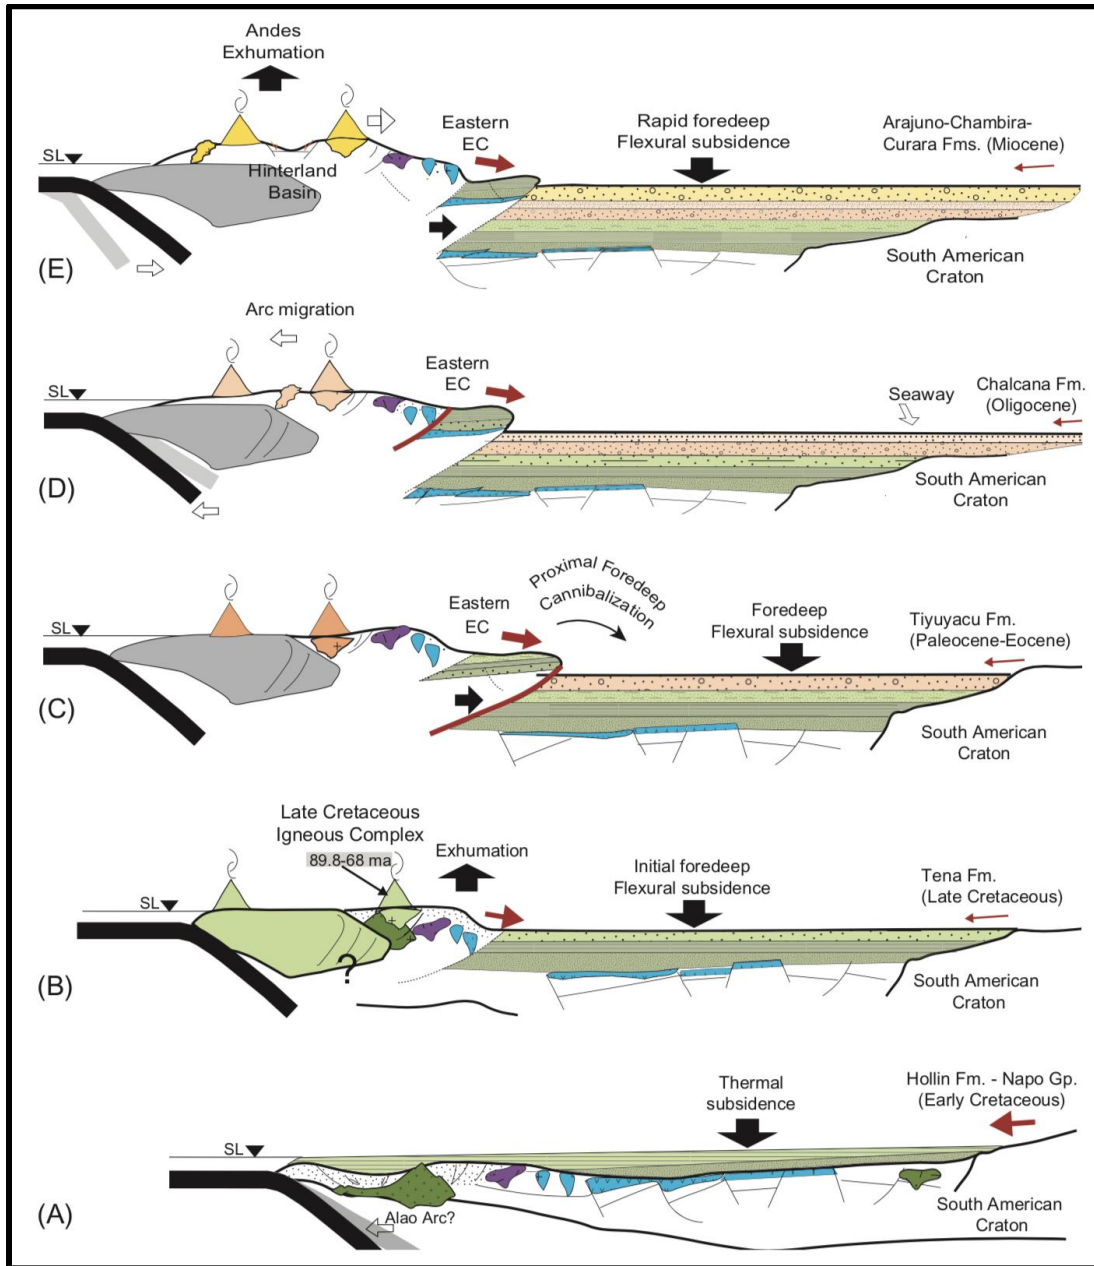 Andes
Exhumation
SL
Hinterland
Basin
Eastern
EC
Rapid foredeep
Flexural subsidence
Arajuno-Chambira-
Curara Fms. (Miocene)
South American
Craton
(E)
Arc migration
SL
Eastern
EC
Seaway
Chalcana Fm.
(Oligocene)
South American
Craton
(D)
SL
Eastern
EC
Proximal Foredeep
Cannibalization
Foredeep
Flexural subsidence
Tiyuyacu Fm.
(Paleocene-Eocene)
South American
Craton
(C)
Late Cretaceous
Igneous Complex
89.8-68 ma
Exhumation
SL
Initial foredeep
Flexural subsidence
Tena Fm.
(Late Cretaceous)
?
South American
Craton
(B)
Thermal
subsidence
Hollin Fm. - Napo Gp.
(Early Cretaceous)
SL
Alao Arc?
South American
Craton
(A)